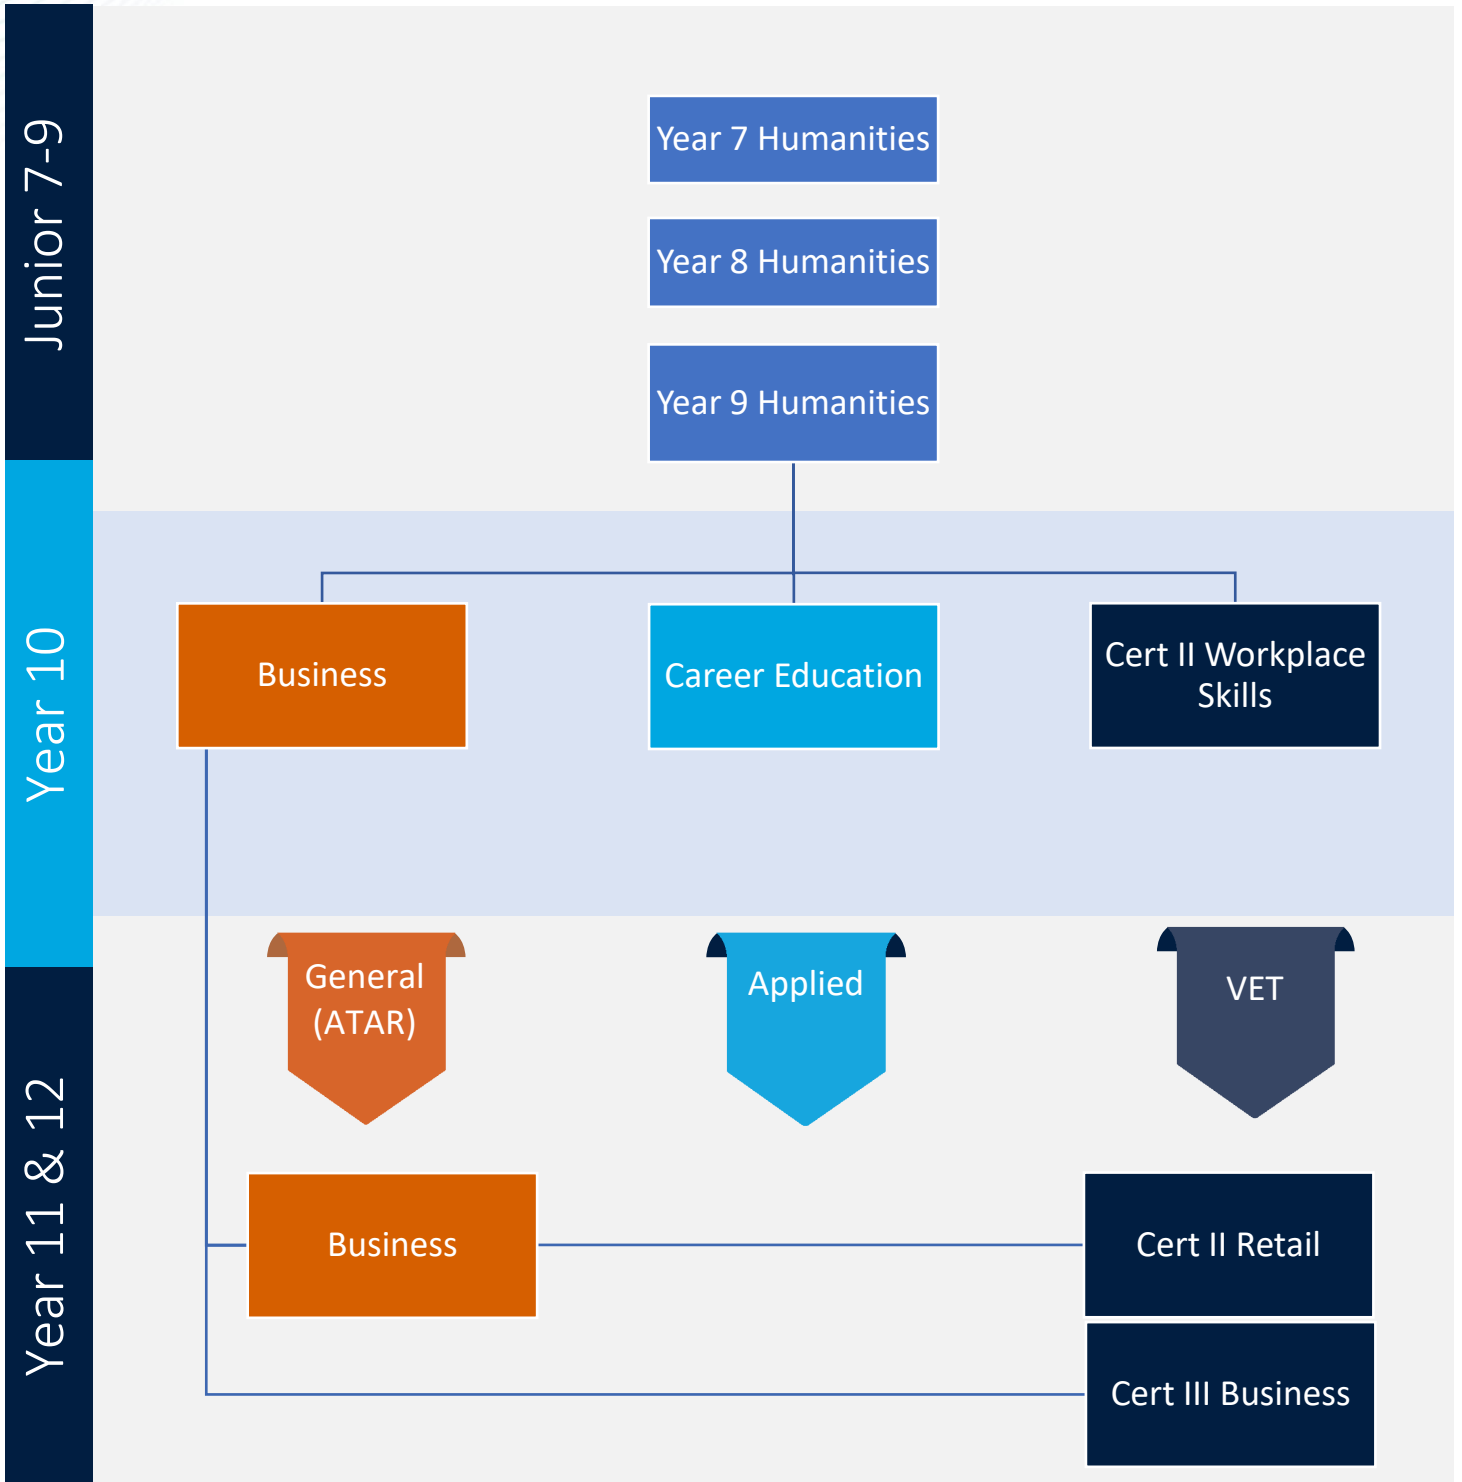 Junior 7-9
Year 7 Humanities
Year 8 Humanities
Year 9 Humanities
Year 10
Business
Career Education
Cert II Workplace
Skills
Year 11 & 12
General
(ATAR)
Applied
VET
Business
Cert II Retail
Cert III Business